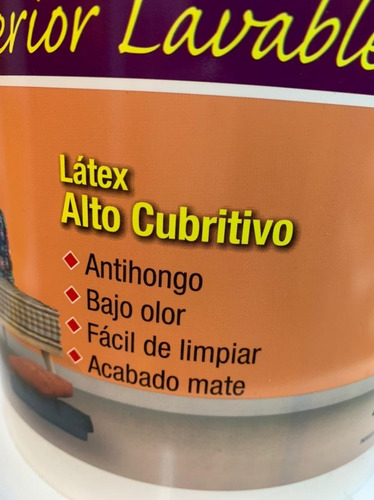 Lavable
Látex
Alto Cubritivo
Antihongo
Bajo olor
Fácil de limpiar
Acabado mate